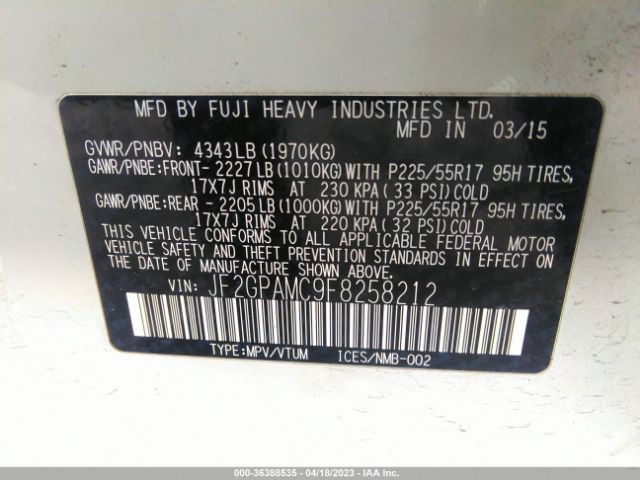 MFD BY FUJI HEAVY INDUSTRIES LTD.
MFD IN 03/15
GVWR/PNBV: 4343LB(1970KG)
GAWR/PNBE:FRONT- 2227LB(1010KG)WITH P225/55R17 95H TIRES,
17X7J RIMS AT 230 KPA(33 PSI)COLD
GAWR/PNBE:REAR - 2205LB(1000KG)WITH P225/55R17 95H TIRES,
17X7J RIMS AT 220 KPA(32 PSI)COLD
THIS VEHICLE CONFORMS TO ALL APPLICABLE FEDERAL MOTOR
VEHICLE SAFETY AND THEFT PREVENTION STANDARDS IN EFFECT ON
THE DATE OF MANUFACTURE SHOWN ABOVE.
VIN: JF2GPAMC9F8258212
TYPE:MPV/VTUM ICES/NMB-002
000-36388535 - 04/18/2023 - IAA Inc.